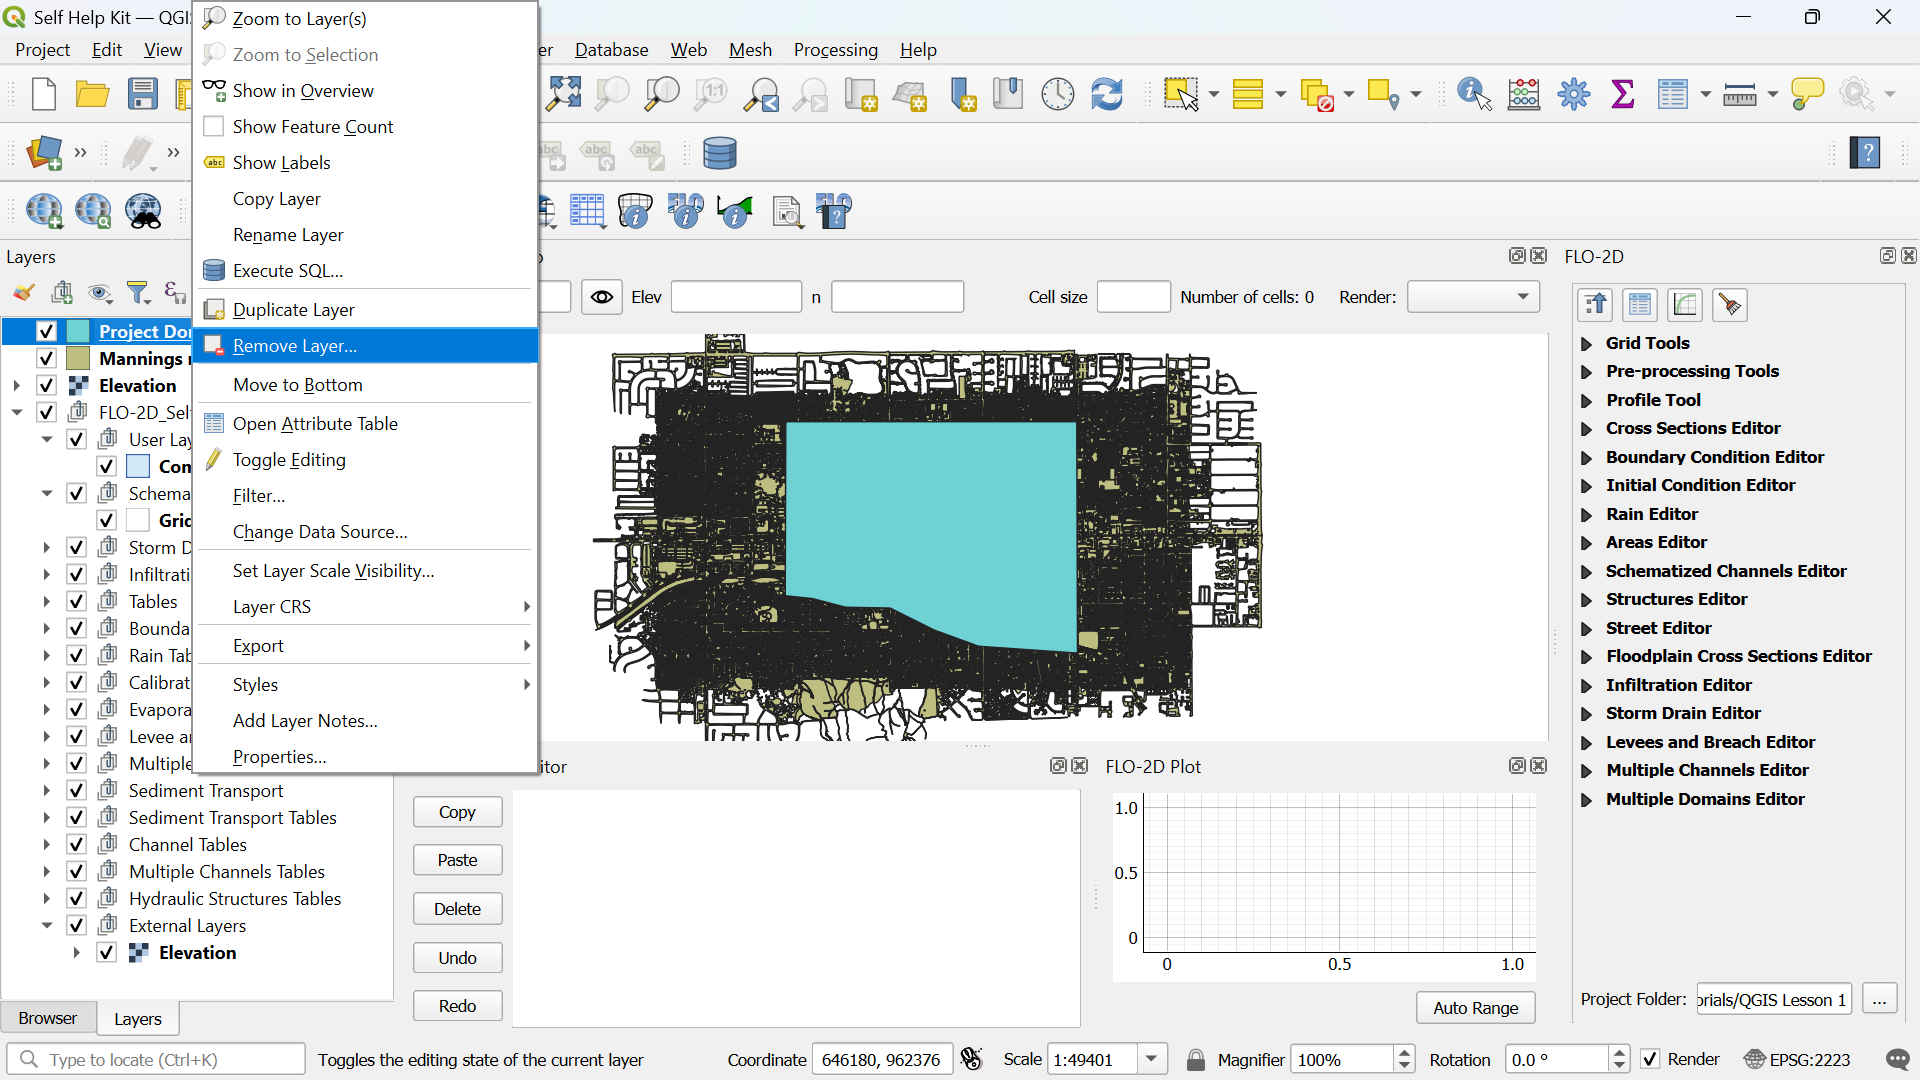 Self Help Kit — QGI
Project Edit View er Database Web Mesh Processing Help
Zoom to Layer(s)
Zoom to Selection
Show in Overview
Show Feature Count
abc Show Labels
Copy Layer
Rename Layer
Execute SQL...
Duplicate Layer
Remove Layer...
Move to Bottom
Open Attribute Table
Toggle Editing
Filter...
Change Data Source...
Set Layer Scale Visibility...
Layer CRS
Export
Styles
Add Layer Notes...
Properties...
1:1
abc abc abc
Layers
Elev n Cell size Number of cells: 0 Render:
Project Do
Mannings
Elevation
FLO-2D_Sel
User Lay
Con
Schema
Grid
Storm D
Infiltrati
Tables
Bounda
Rain Tab
Calibrat
Evapora
Levee a
Multiple
Sediment Transport
Sediment Transport Tables
Channel Tables
Multiple Channels Tables
Hydraulic Structures Tables
External Layers
Elevation
Browser Layers
itor
Copy
Paste
Delete
Undo
Redo
FLO-2D Plot
1.0
0.5
0
0 0.5 1.0
Auto Range
FLO-2D
Grid Tools
Pre-processing Tools
Profile Tool
Cross Sections Editor
Boundary Condition Editor
Initial Condition Editor
Rain Editor
Areas Editor
Schematized Channels Editor
Structures Editor
Street Editor
Floodplain Cross Sections Editor
Infiltration Editor
Storm Drain Editor
Levees and Breach Editor
Multiple Channels Editor
Multiple Domains Editor
Project Folder: orials/QGIS Lesson 1 ...
Type to locate (Ctrl+K) Toggles the editing state of the current layer Coordinate 646180, 962376 Scale 1:49401 Magnifier 100% Rotation 0.0 ° Render EPSG:2223